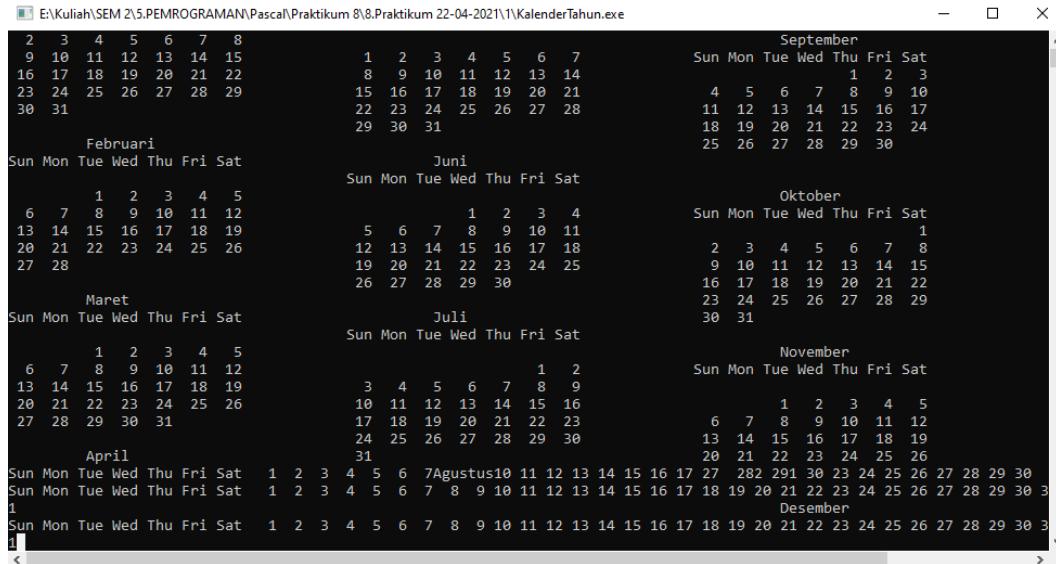 E:\Kuliah\SEM 2\5.PEMROGRAMAN\Pascal\Praktikum 8\8.Praktikum 22-04-2021\1\KalenderTahun.exe
2 3 4 5 6 7 8 September
9 10 11 12 13 14 15 1 2 3 4 5 6 7 Sun Mon Tue Wed Thu Fri Sat
16 17 18 19 20 21 22 8 9 10 11 12 13 14 1 2 3
23 24 25 26 27 28 29 15 16 17 18 19 20 21 4 5 6 7 8 9 10
30 31 22 23 24 25 26 27 28 11 12 13 14 15 16 17
29 30 31 18 19 20 21 22 23 24
Februari 25 26 27 28 29 30
Sun Mon Tue Wed Thu Fri Sat Juni
Sun Mon Tue Wed Thu Fri Sat
1 2 3 4 5 Oktober
6 7 8 9 10 11 12 1 2 3 4 Sun Mon Tue Wed Thu Fri Sat
13 14 15 16 17 18 19 5 6 7 8 9 10 11 1
20 21 22 23 24 25 26 12 13 14 15 16 17 18 2 3 4 5 6 7 8
27 28 19 20 21 22 23 24 25 9 10 11 12 13 14 15
26 27 28 29 30 16 17 18 19 20 21 22
Maret 23 24 25 26 27 28 29
Sun Mon Tue Wed Thu Fri Sat Juli 30 31
Sun Mon Tue Wed Thu Fri Sat
1 2 3 4 5 November
6 7 8 9 10 11 12 1 2 Sun Mon Tue Wed Thu Fri Sat
13 14 15 16 17 18 19 3 4 5 6 7 8 9
20 21 22 23 24 25 26 10 11 12 13 14 15 16 1 2 3 4 5
27 28 29 30 31 17 18 19 20 21 22 23 6 7 8 9 10 11 12
24 25 26 27 28 29 30 13 14 15 16 17 18 19
April 31 20 21 22 23 24 25 26
Sun Mon Tue Wed Thu Fri Sat 1 2 3 4 5 6 7Agustus10 11 12 13 14 15 16 17 27 282 291 30 23 24 25 26 27 28 29 30
Sun Mon Tue Wed Thu Fri Sat 1 2 3 4 5 6 7 8 9 10 11 12 13 14 15 16 17 18 19 20 21 22 23 24 25 26 27 28 29 30 3
1 Desember
Sun Mon Tue Wed Thu Fri Sat 1 2 3 4 5 6 7 8 9 10 11 12 13 14 15 16 17 18 19 20 21 22 23 24 25 26 27 28 29 30 3
1